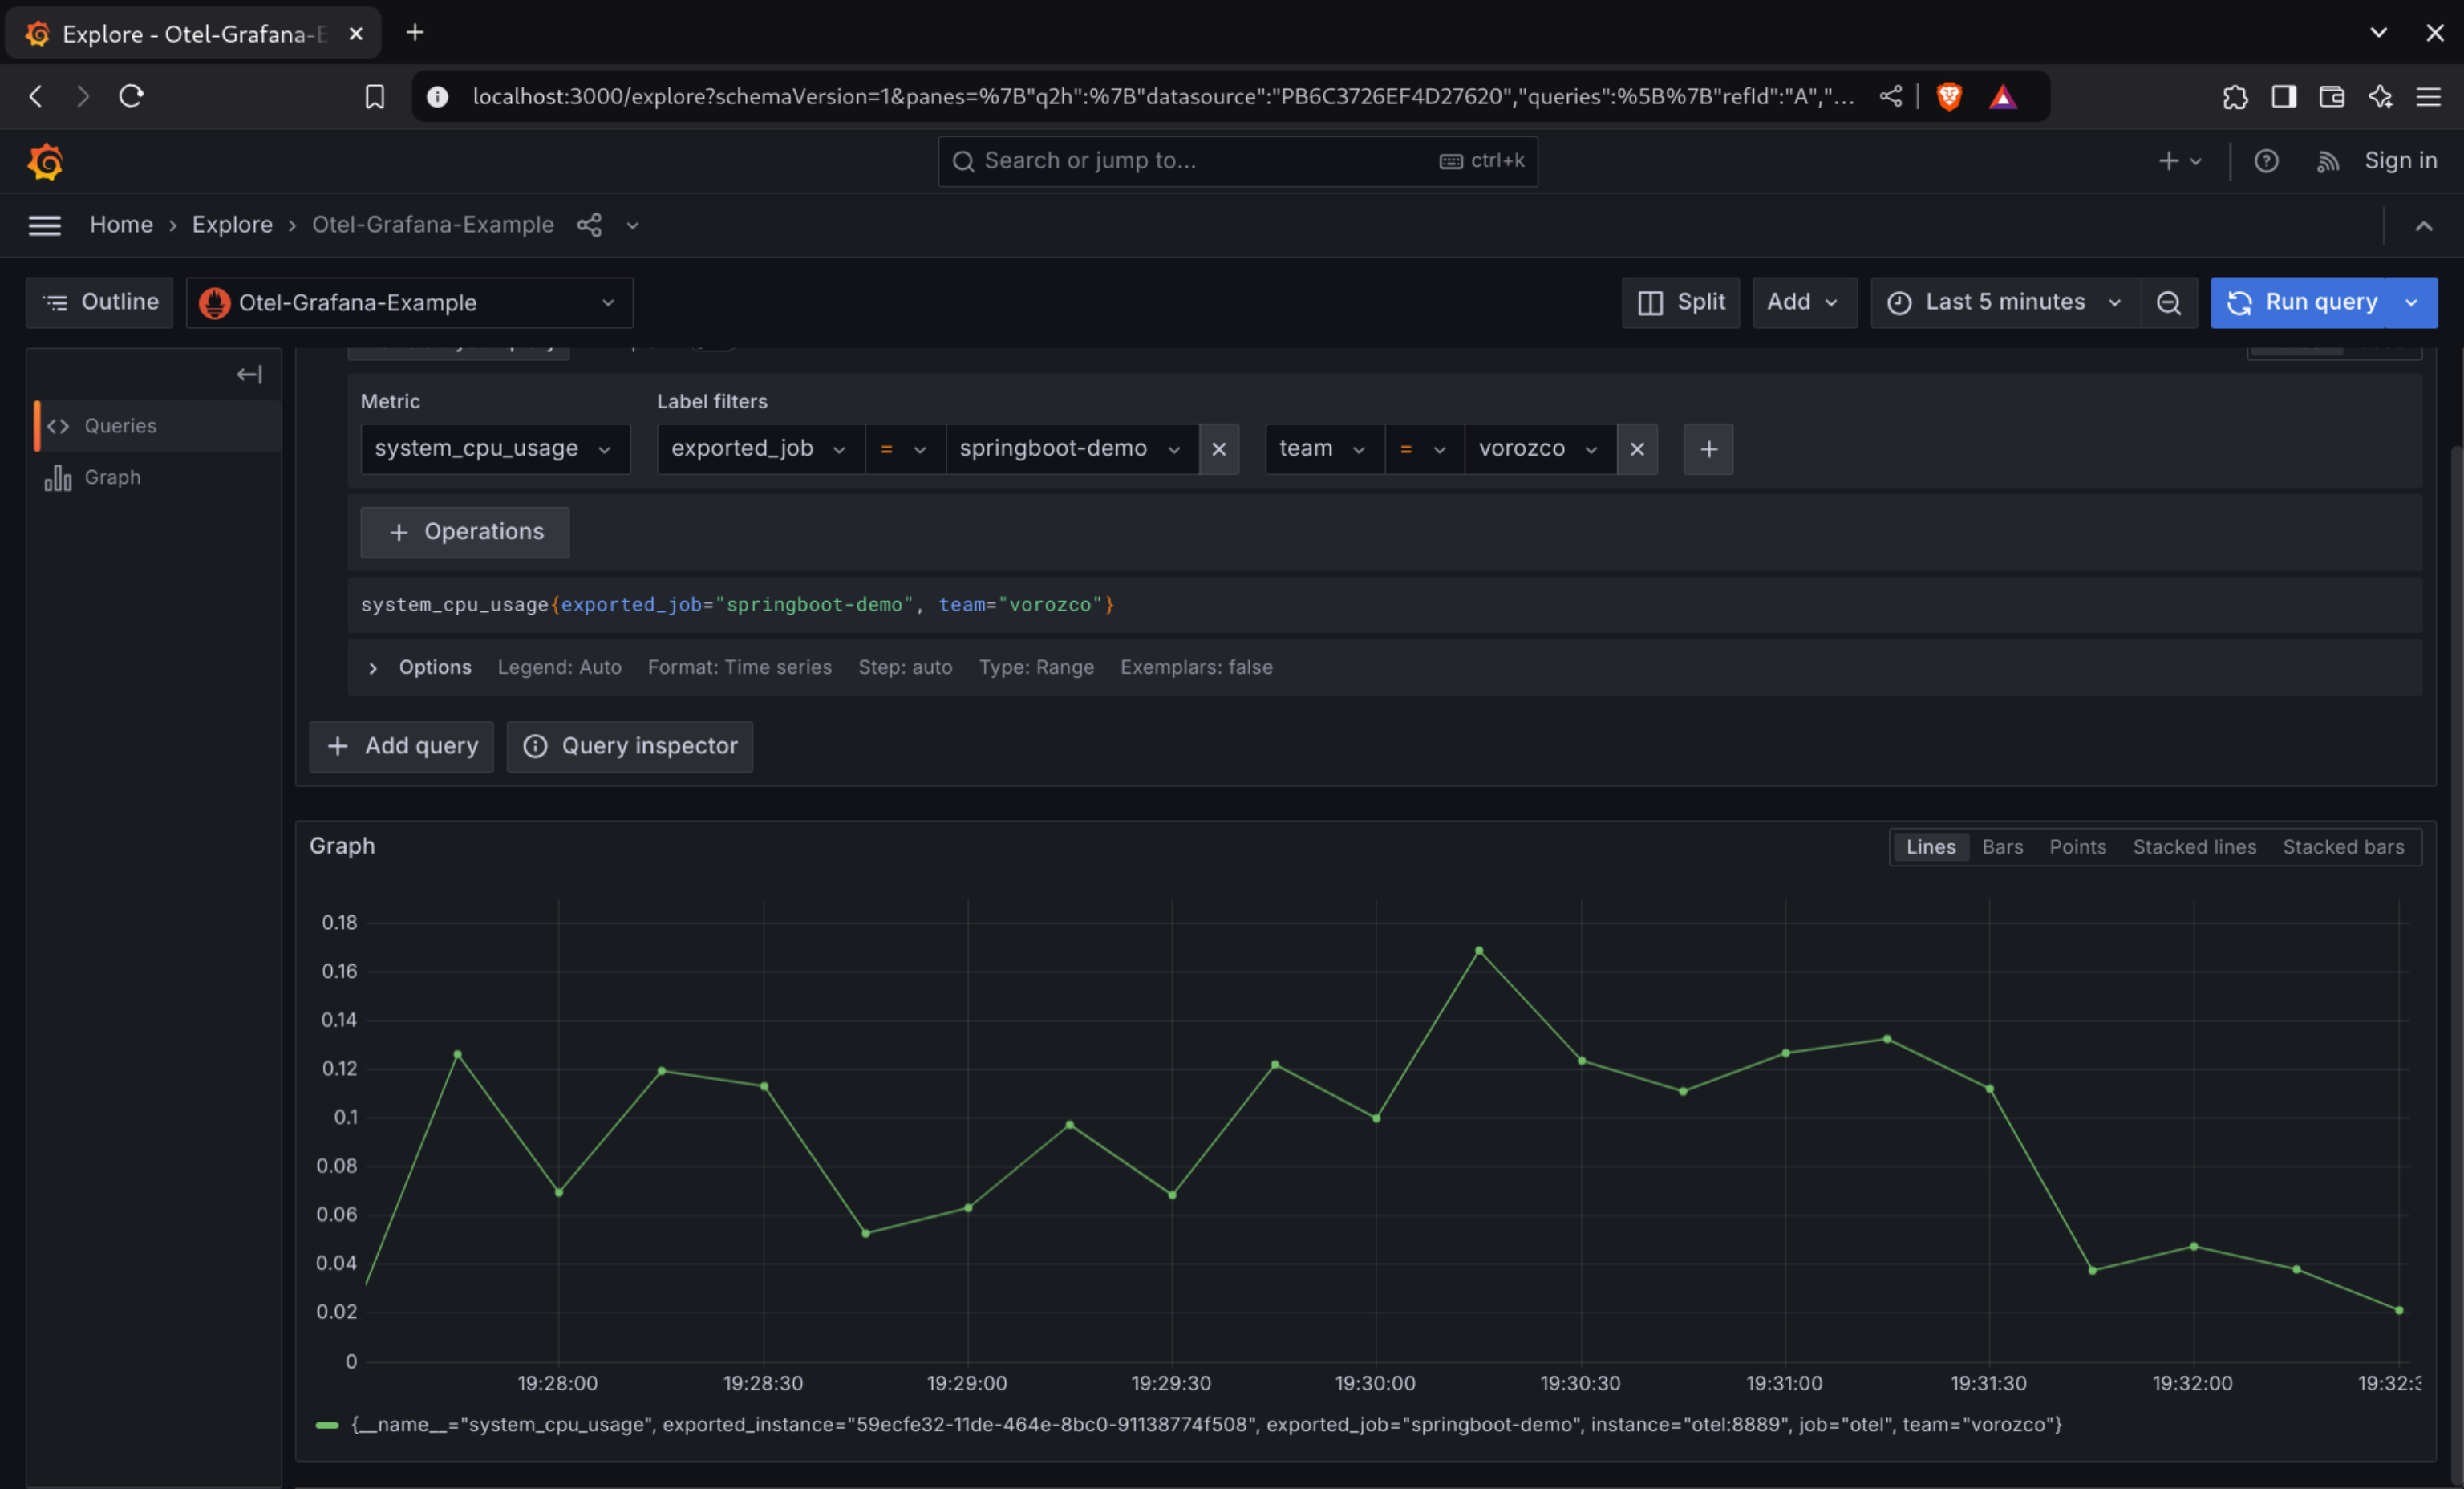 Explore - Otel-Grafana-E
localhost:3000/explore?schemaVersion=1&panes=%7B"q2h":%7B"datasource":"PB6C3726EF4D27620","queries":%5B%7B"refId":"A","...
Search or jump to... ctrl+k
Sign in
Home › Explore › Otel-Grafana-Example
Outline Otel-Grafana-Example Split Add Last 5 minutes Run query
Queries
Graph
Metric Label filters
system_cpu_usage exported_job = springboot-demo team = vorozco
+ Operations
system_cpu_usage{exported_job="springboot-demo", team="vorozco"}
Options Legend: Auto Format: Time series Step: auto Type: Range Exemplars: false
+ Add query Query inspector
Graph Lines Bars Points Stacked lines Stacked bars
0.18
0.16
0.14
0.12
0.1
0.08
0.06
0.04
0.02
0
19:28:00 19:28:30 19:29:00 19:29:30 19:30:00 19:30:30 19:31:00 19:31:30 19:32:00 19:32:3
{__name__="system_cpu_usage", exported_instance="59ecfe32-11de-464e-8bc0-91138774f508", exported_job="springboot-demo", instance="otel:8889", job="otel", team="vorozco"}